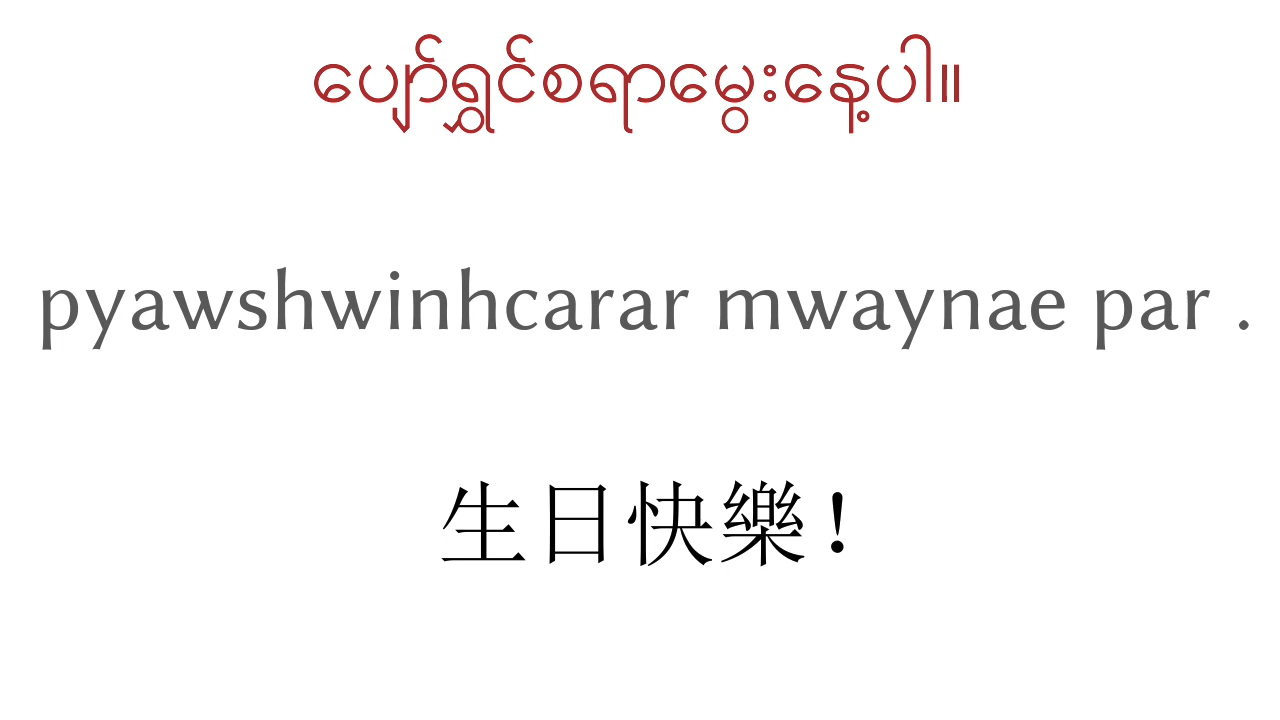 ပျော်ရွှင်စရာမွေးနေ့ပါ။
pyawshwinhcarar mwaynae par .
生日快樂！